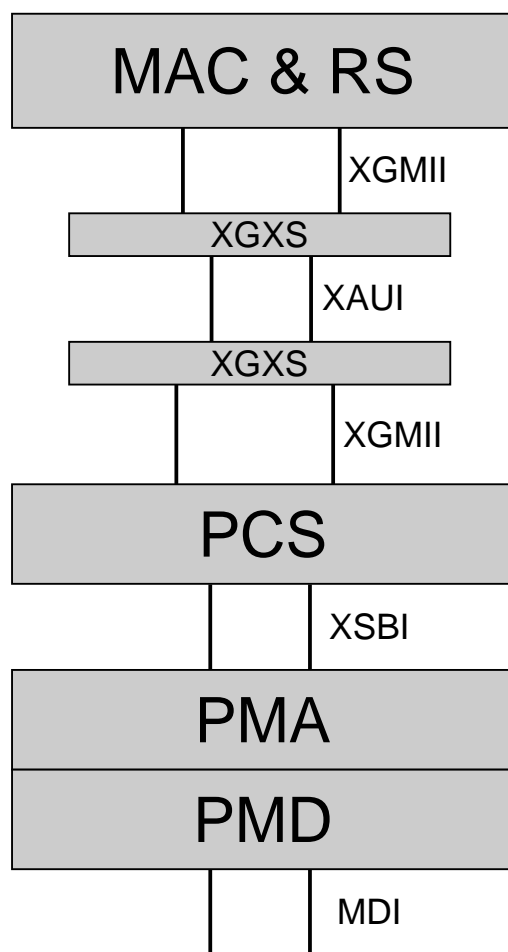 MAC & RS
XGMII
XGXS
XAUI
XGXS
XGMII
PCS
XSBI
PMA
PMD
MDI